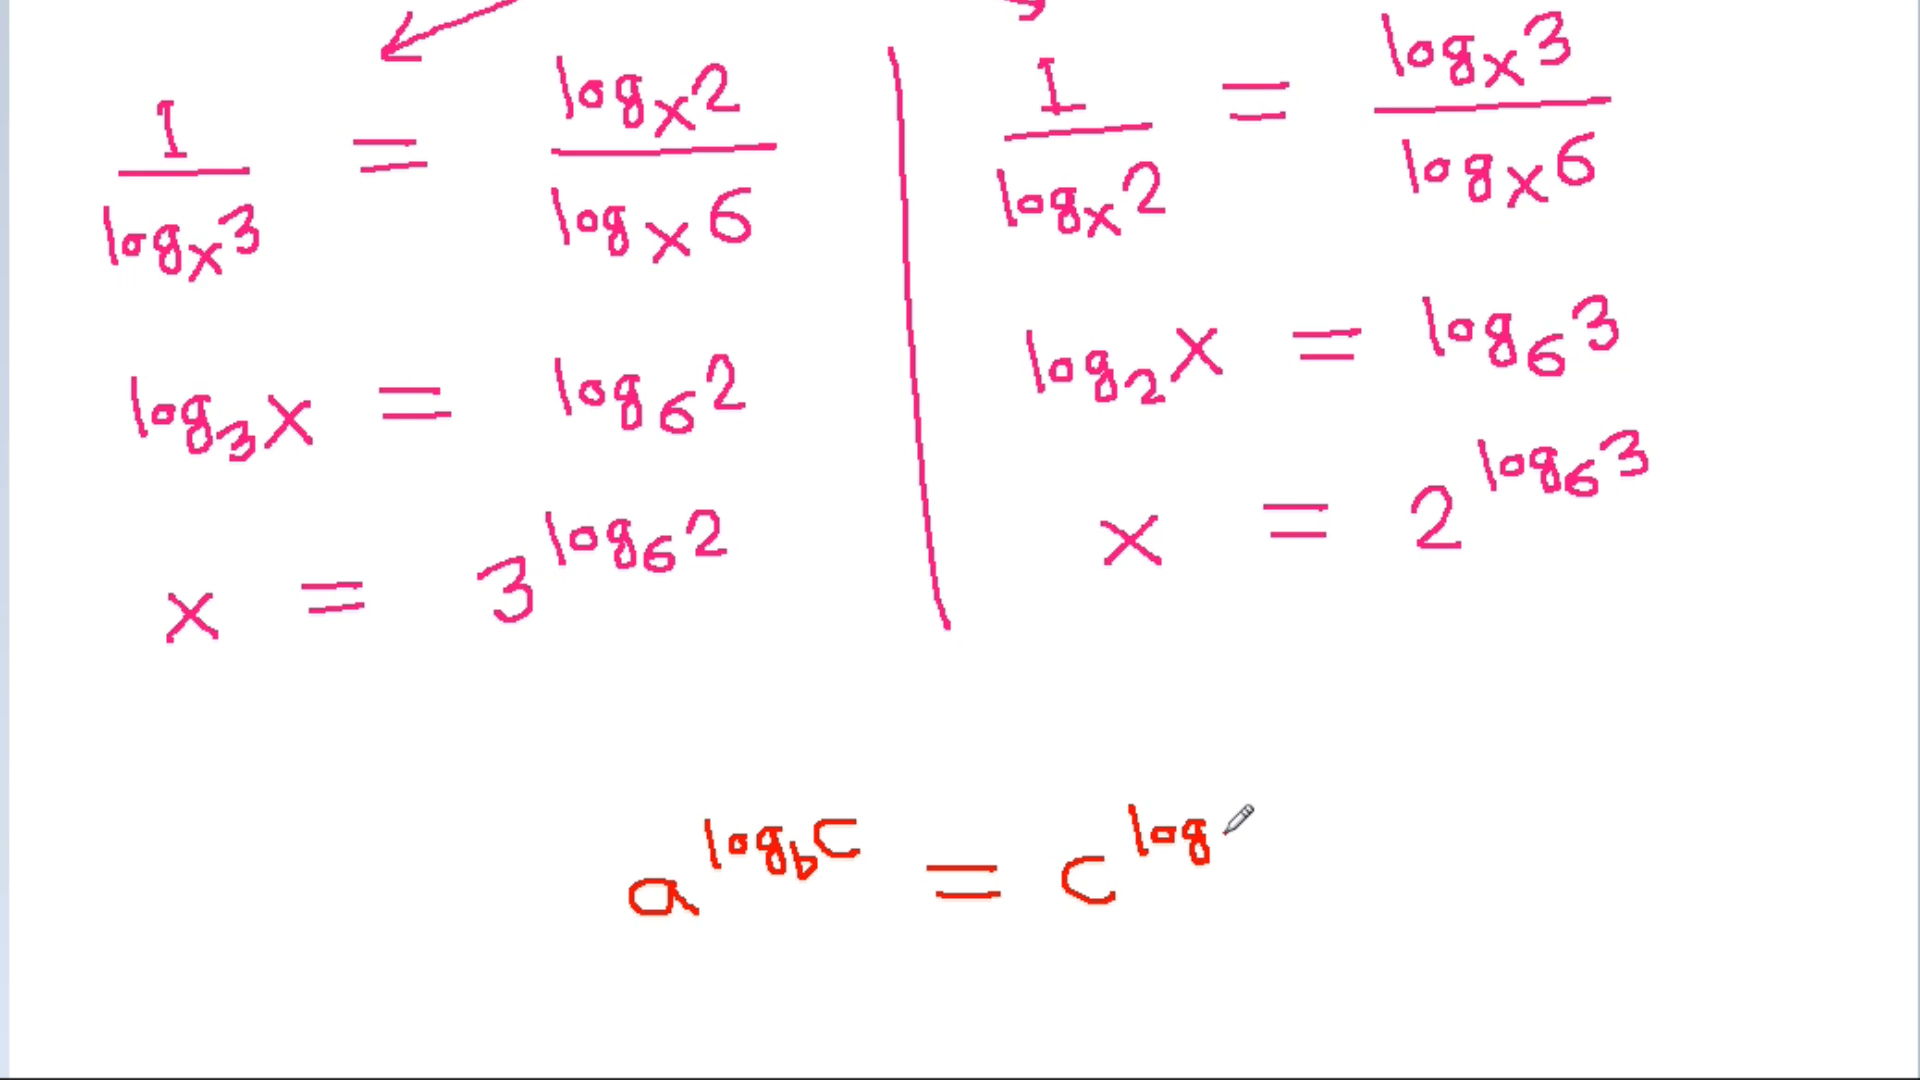 1/log_x 3 = log_x 2 / log_x 6
log_3 x = log_6 2
x = 3^(log_6 2)
1/log_x 2 = log_x 3 / log_x 6
log_2 x = log_6 3
x = 2^(log_6 3)
a^(log_b c) = c^(log